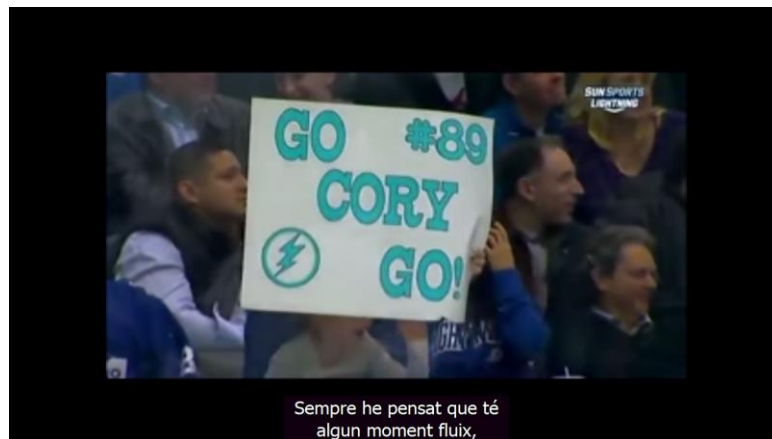 SUN SPORTS
LIGHTNING
GO #89
CORY
GO!
Sempre he pensat que té
algun moment fluix,